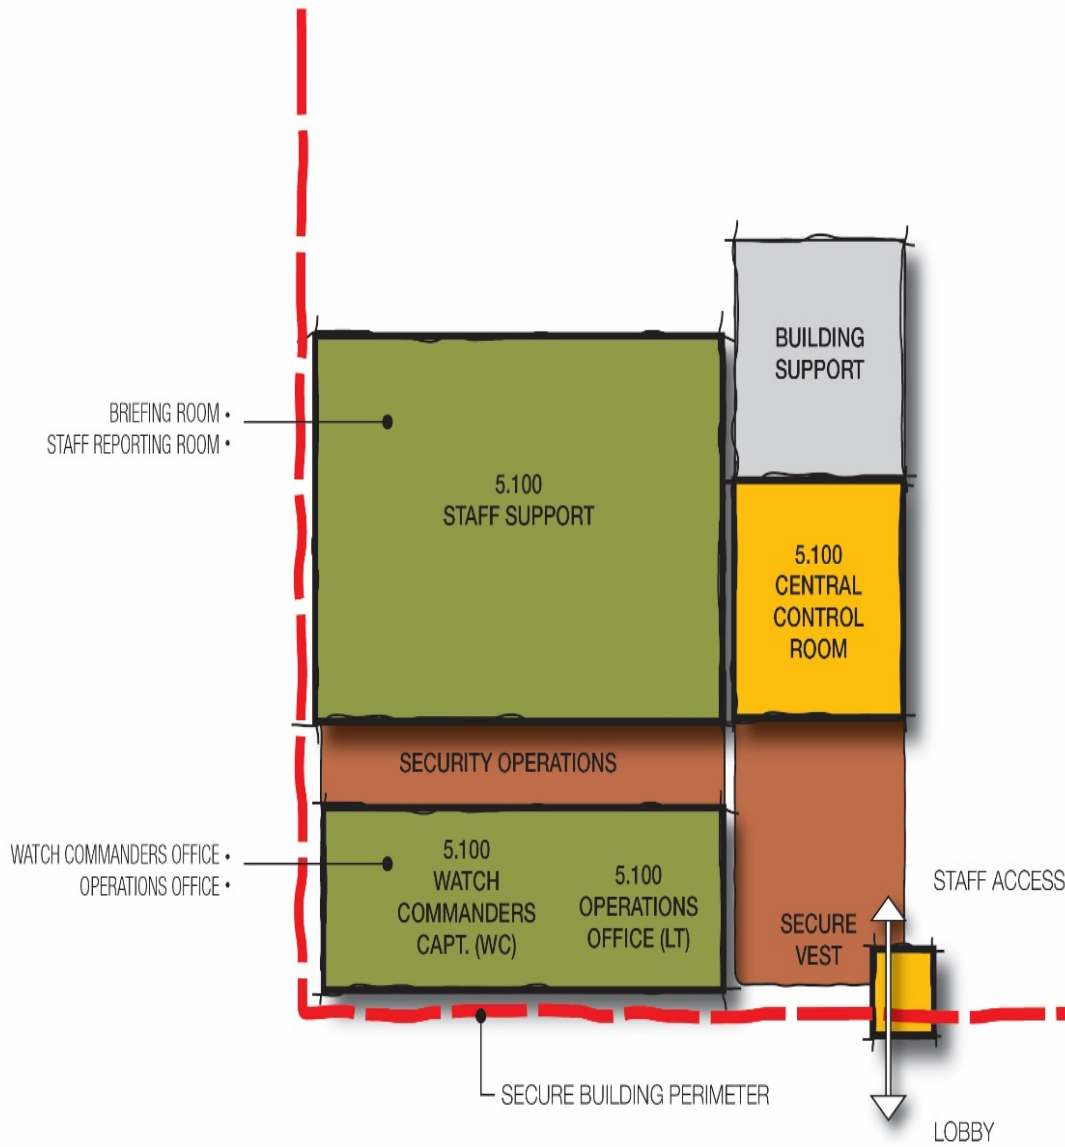 BUILDING
SUPPORT
BRIEFING ROOM •
STAFF REPORTING ROOM •
5.100
STAFF SUPPORT
5.100
CENTRAL
CONTROL
ROOM
SECURITY OPERATIONS
WATCH COMMANDERS OFFICE •
OPERATIONS OFFICE •
5.100
WATCH
COMMANDERS
CAPT. (WC)
5.100
OPERATIONS
OFFICE (LT)
STAFF ACCESS
SECURE
VEST
SECURE BUILDING PERIMETER
LOBBY